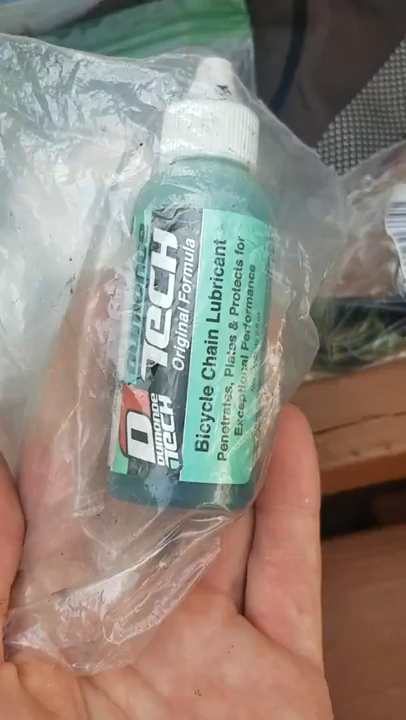 DUMONDE
TECH
Original Formula
Bicycle Chain Lubricant
Penetrates, Plates & Protects for
Exceptional Performance
D
DUMONDE
TECH